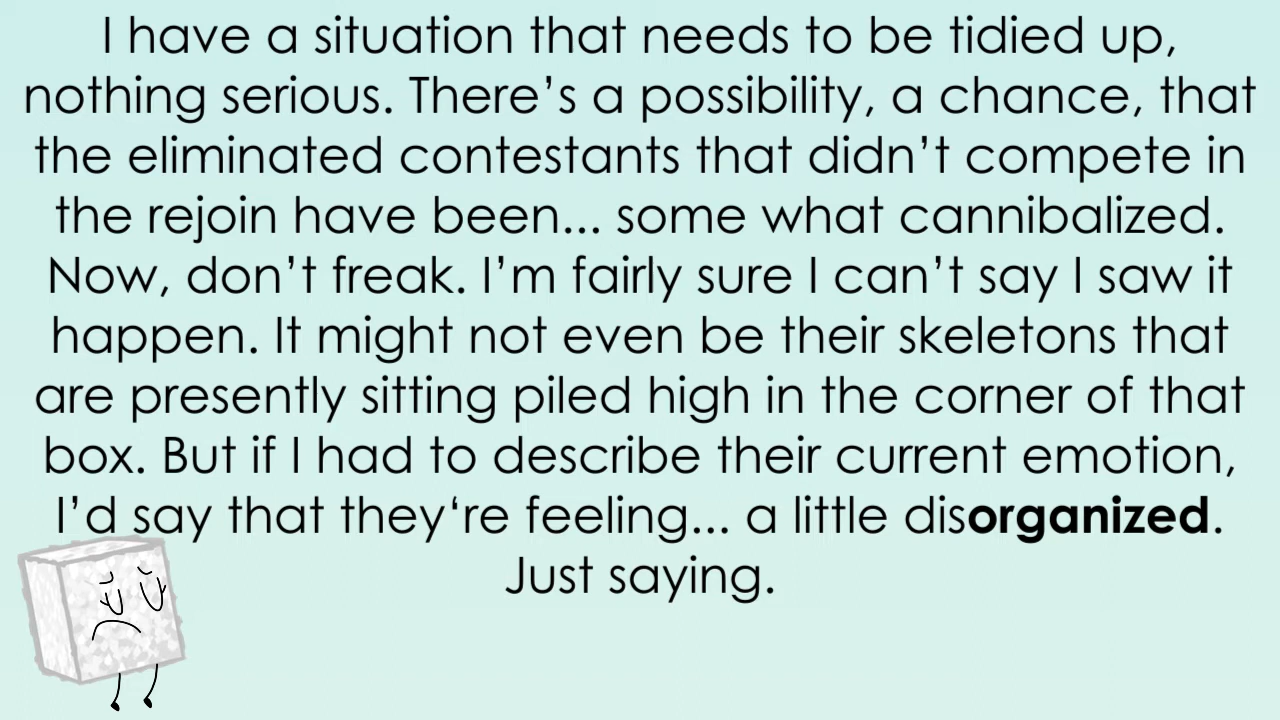 I have a situation that needs to be tidied up,
nothing serious. There’s a possibility, a chance, that
the eliminated contestants that didn’t compete in
the rejoin have been... some what cannibalized.
Now, don’t freak. I’m fairly sure I can’t say I saw it
happen. It might not even be their skeletons that
are presently sitting piled high in the corner of that
box. But if I had to describe their current emotion,
I’d say that they‘re feeling... a little disorganized.
Just saying.